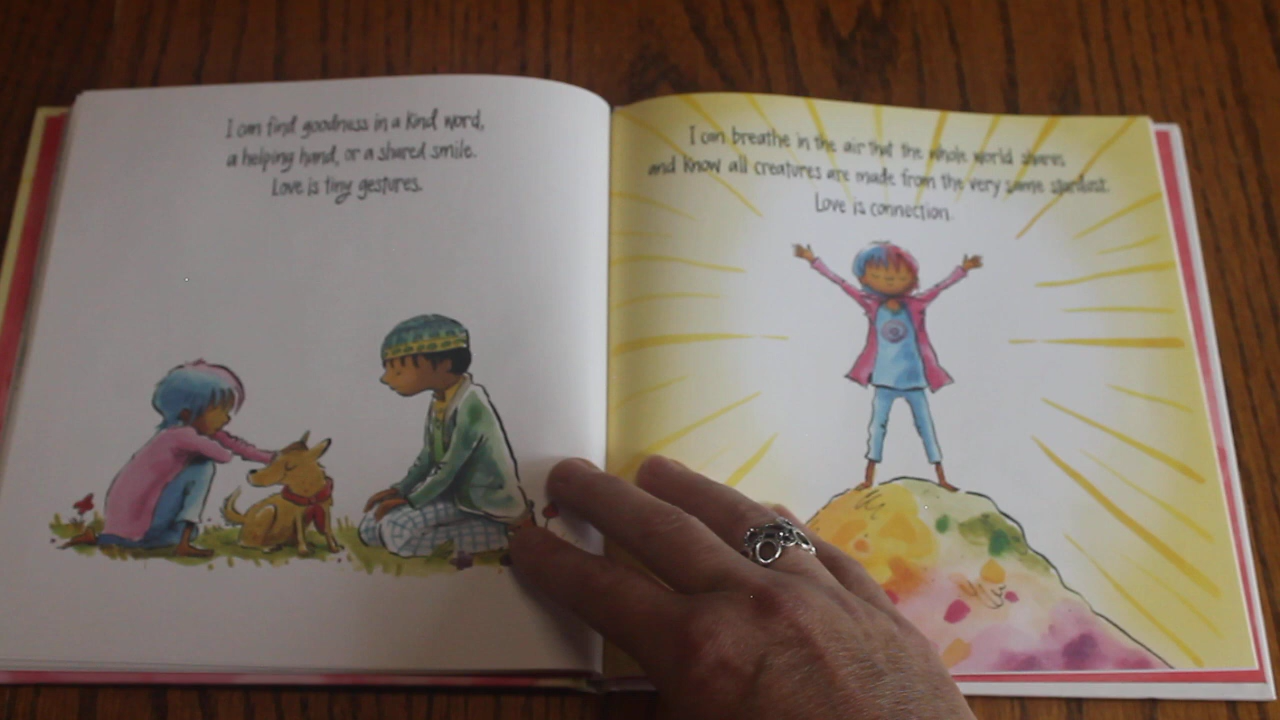 I can find goodness in a kind word,
a helping hand, or a shared smile.
Love is tiny gestures.
I can breathe in the air that the whole world shares
and know all creatures are made from the very same stardust.
Love is connection.